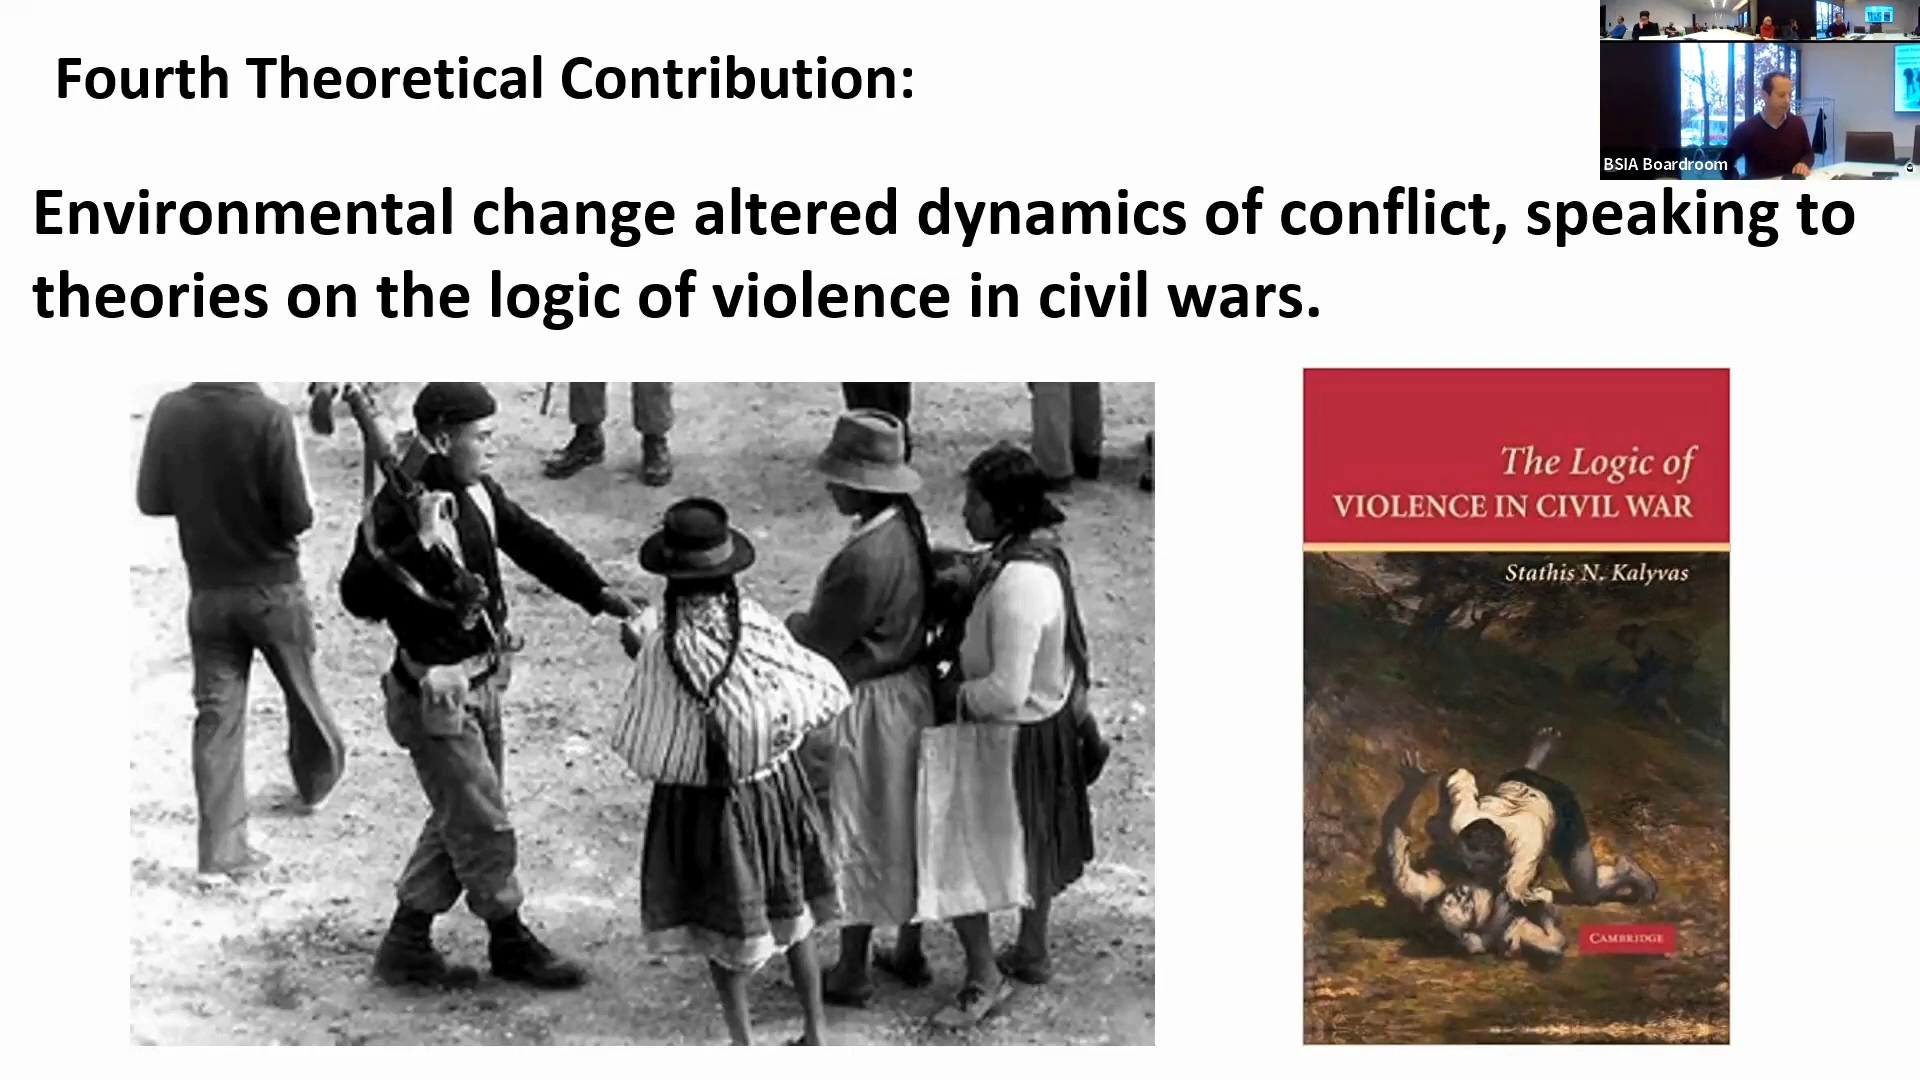 Fourth Theoretical Contribution:
BSIA Boardroom
Environmental change altered dynamics of conflict, speaking to
theories on the logic of violence in civil wars.
The Logic of
VIOLENCE IN CIVIL WAR
Stathis N. Kalyvas
CAMBRIDGE